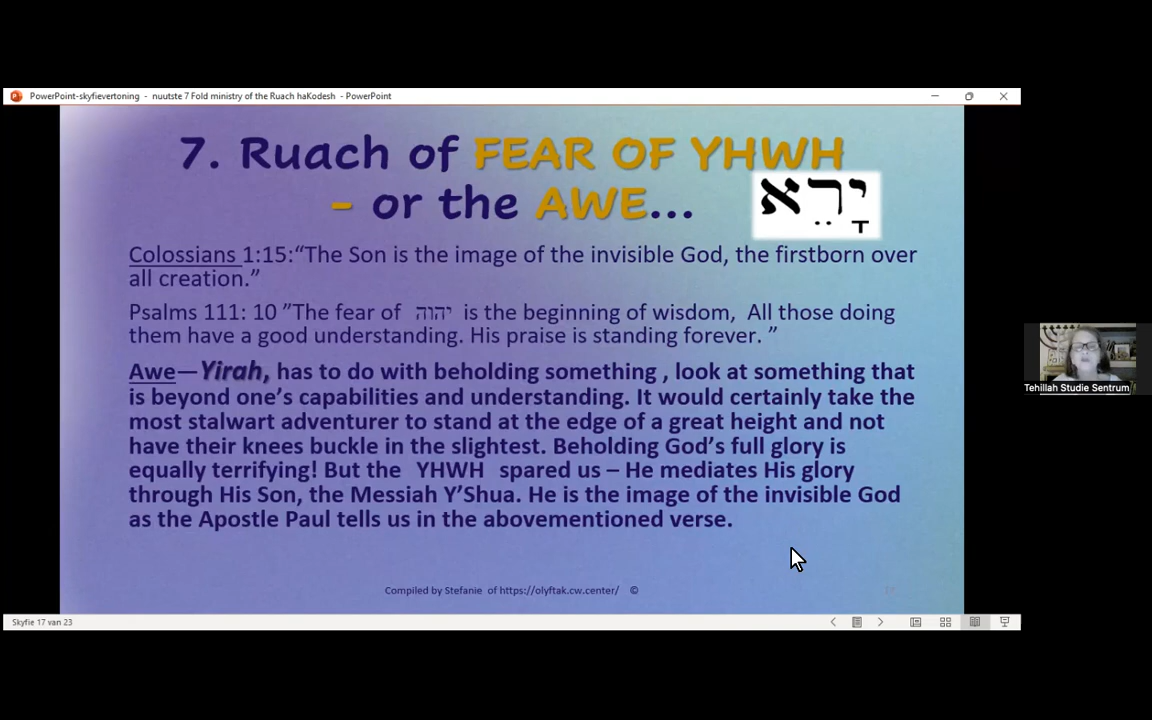 PowerPoint-skyfievertoning - nuutste 7 Fold ministry of the Ruach haKodesh - PowerPoint
7. Ruach of FEAR OF YHWH
- or the AWE...
יָרֵא
Colossians 1:15:“The Son is the image of the invisible God, the firstborn over
all creation.”
Psalms 111: 10 ”The fear of יהוה is the beginning of wisdom, All those doing
them have a good understanding. His praise is standing forever. ”
Awe—Yirah, has to do with beholding something , look at something that
is beyond one’s capabilities and understanding. It would certainly take the
most stalwart adventurer to stand at the edge of a great height and not
have their knees buckle in the slightest. Beholding God’s full glory is
equally terrifying! But the YHWH spared us – He mediates His glory
through His Son, the Messiah Y’Shua. He is the image of the invisible God
as the Apostle Paul tells us in the abovementioned verse.
Compiled by Stefanie of https://olyftak.cw.center/ ©
17
Skyfie 17 van 23
Tehillah Studie Sentrum